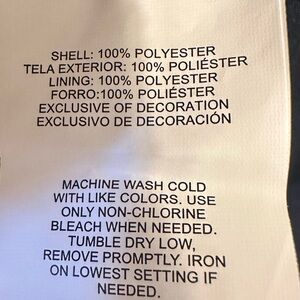 SHELL: 100% POLYESTER
TELA EXTERIOR: 100% POLIÉSTER
LINING: 100% POLYESTER
FORRO:100% POLIÉSTER
EXCLUSIVE OF DECORATION
EXCLUSIVO DE DECORACIÓN
MACHINE WASH COLD
WITH LIKE COLORS. USE
ONLY NON-CHLORINE
BLEACH WHEN NEEDED.
TUMBLE DRY LOW,
REMOVE PROMPTLY. IRON
ON LOWEST SETTING IF
NEEDED.